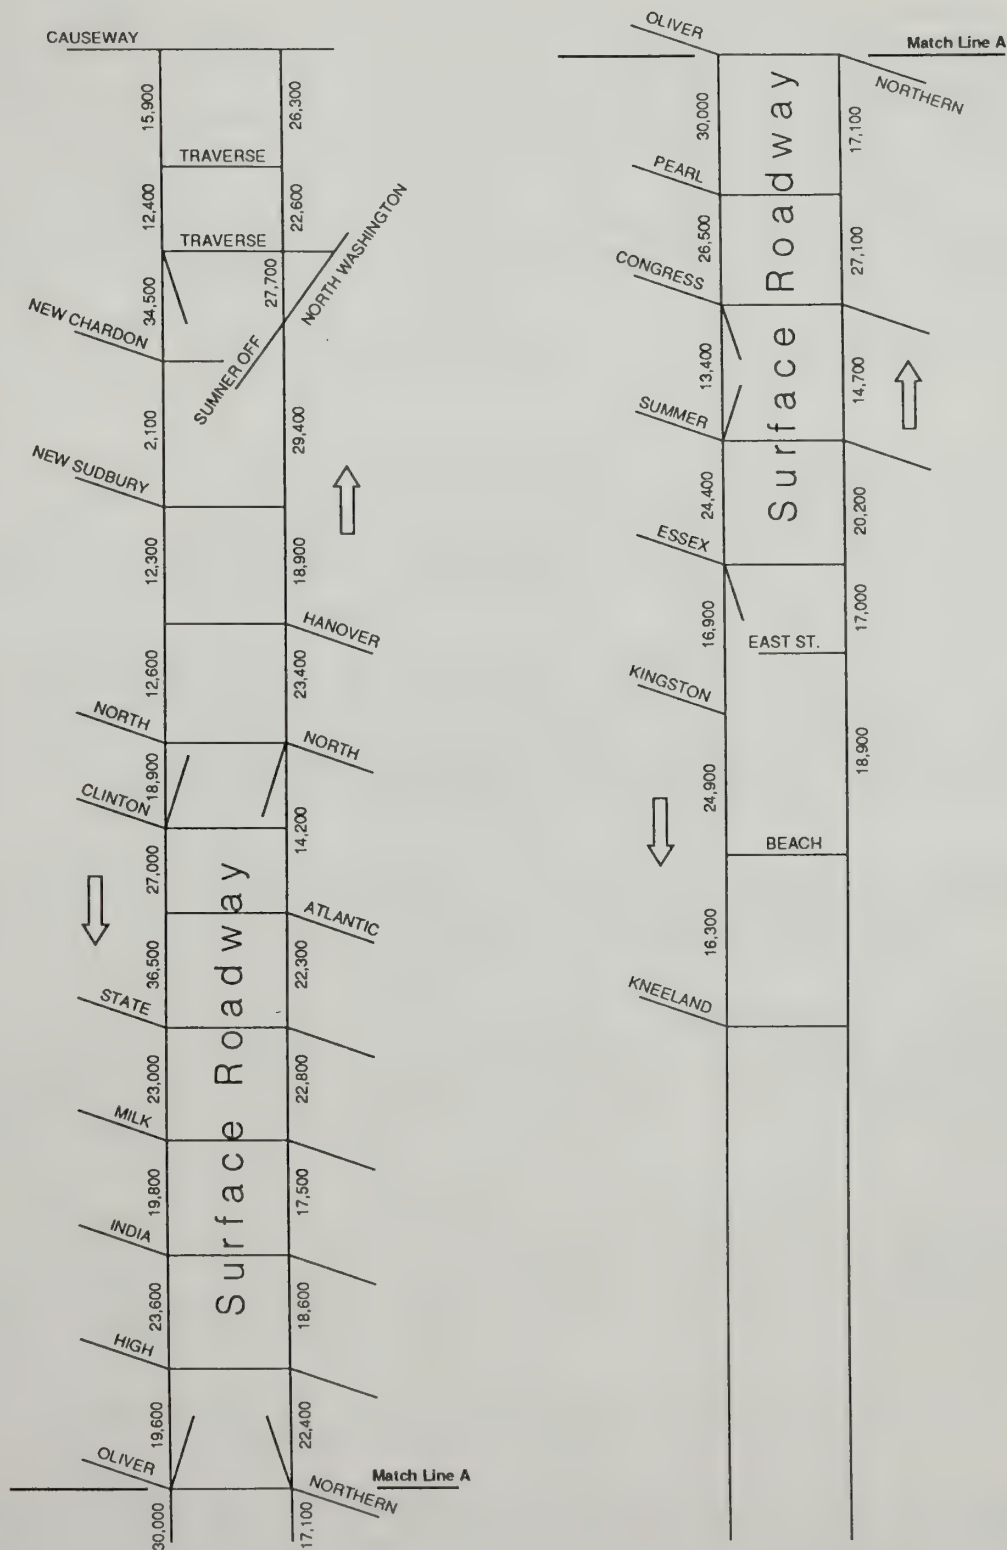 CAUSEWAY
15,900
26,300
TRAVERSE
12,400
22,600
TRAVERSE
34,500
27,700
NORTH WASHINGTON
NEW CHARDON
SUMNER OFF
2,100
29,400
NEW SUDBURY
12,300
18,900
HANOVER
12,600
23,400
NORTH
NORTH
18,900
CLINTON
14,200
27,000
ATLANTIC
36,500
22,300
STATE
23,000
22,800
MILK
19,800
17,500
INDIA
23,600
18,600
HIGH
19,600
22,400
OLIVER
Match Line A
NORTHERN
30,000
17,100
Surface Roadway
OLIVER
Match Line A
NORTHERN
30,000
17,100
PEARL
26,500
27,100
CONGRESS
13,400
14,700
SUMMER
24,400
20,200
ESSEX
16,900
17,000
EAST ST.
KINGSTON
24,900
18,900
BEACH
16,300
KNEELAND
Surface Roadway